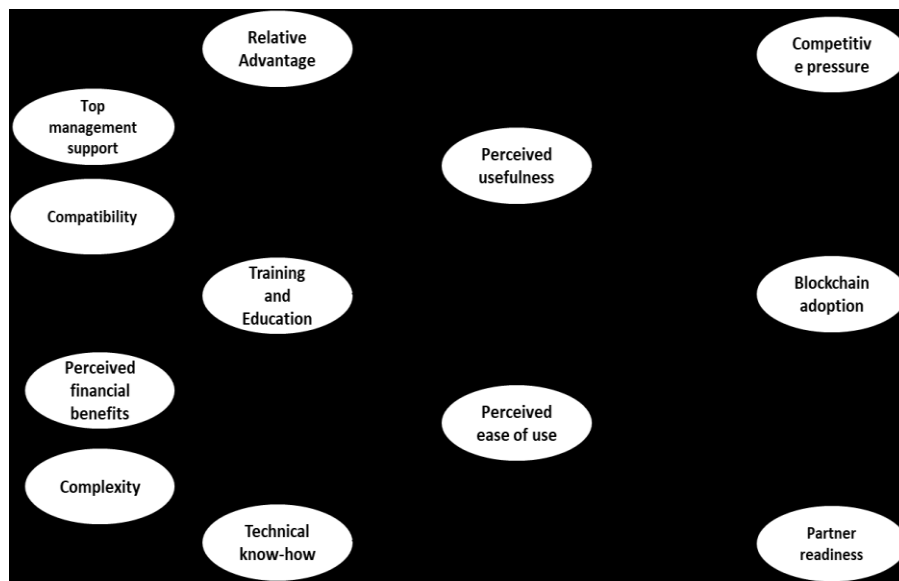 Relative
Advantage
Competitiv
e pressure
Top
management
support
Perceived
usefulness
Compatibility
Training
and
Education
Blockchain
adoption
Perceived
financial
benefits
Perceived
ease of use
Complexity
Technical
know-how
Partner
readiness